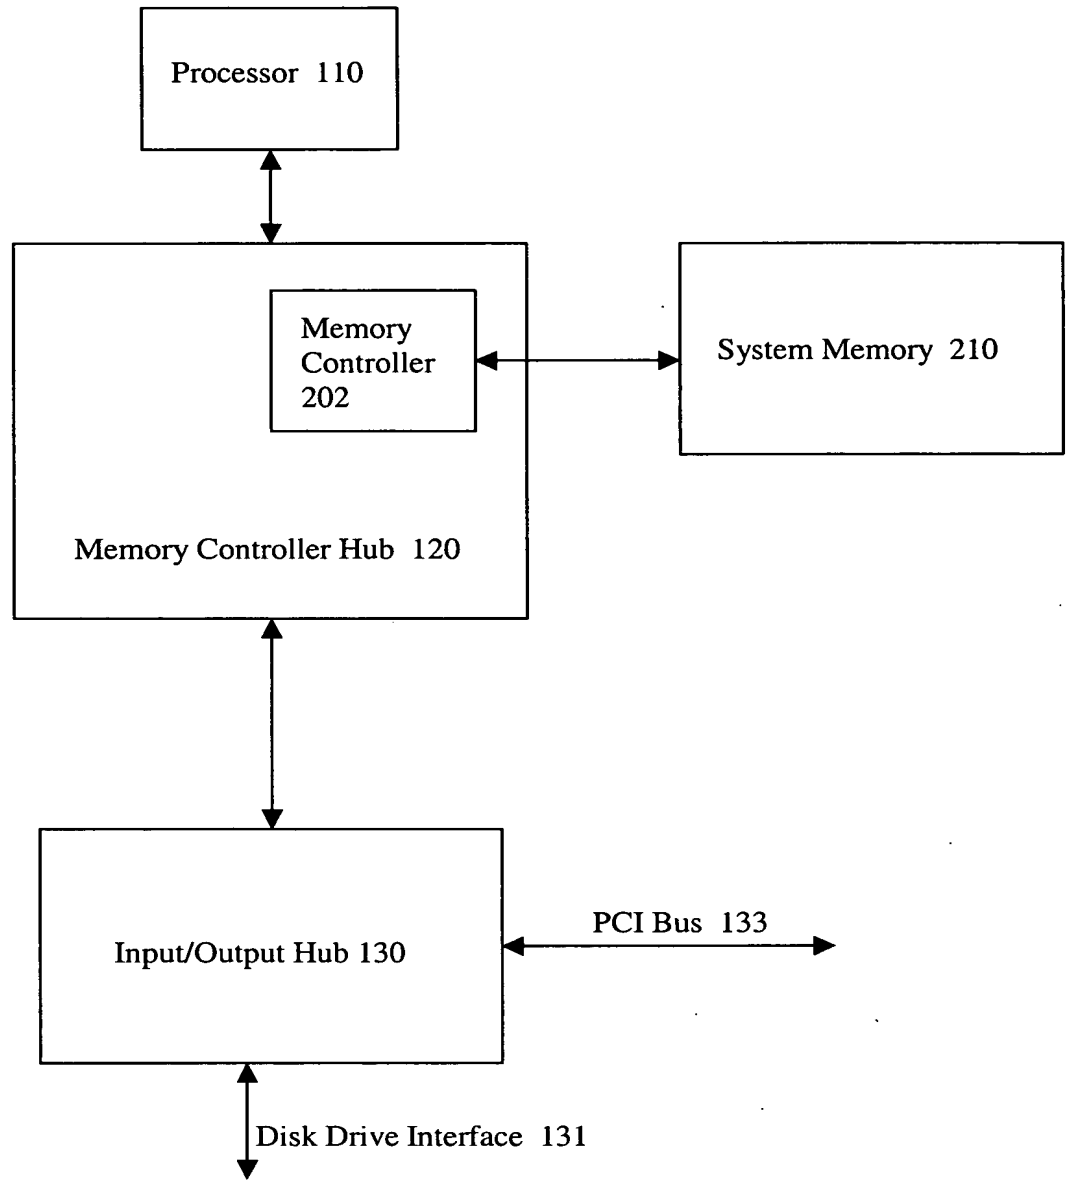 Processor 110
Memory
Controller
202
System Memory 210
Memory Controller Hub 120
PCI Bus 133
Input/Output Hub 130
Disk Drive Interface 131